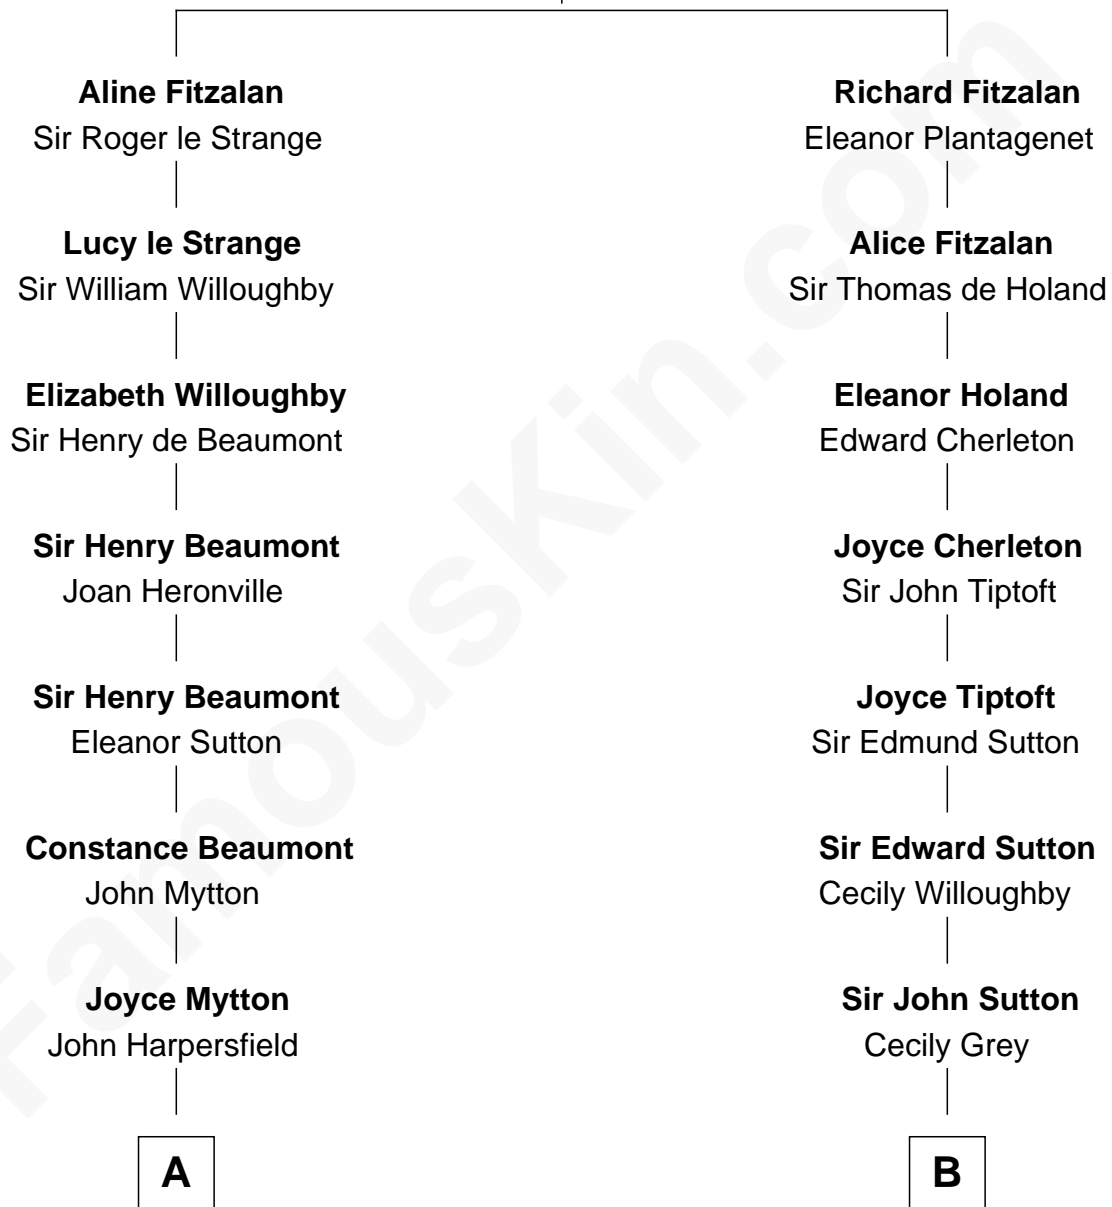 Aline Fitzalan
Sir Roger le Strange
Lucy le Strange
Sir William Willoughby
Elizabeth Willoughby
Sir Henry de Beaumont
Sir Henry Beaumont
Joan Heronville
Sir Henry Beaumont
Eleanor Sutton
Constance Beaumont
John Mytton
Joyce Mytton
John Harpersfield
A
Richard Fitzalan
Eleanor Plantagenet
Alice Fitzalan
Sir Thomas de Holand
Eleanor Holand
Edward Cherleton
Joyce Cherleton
Sir John Tiptoft
Joyce Tiptoft
Sir Edmund Sutton
Sir Edward Sutton
Cecily Willoughby
Sir John Sutton
Cecily Grey
B
FamousKin.com